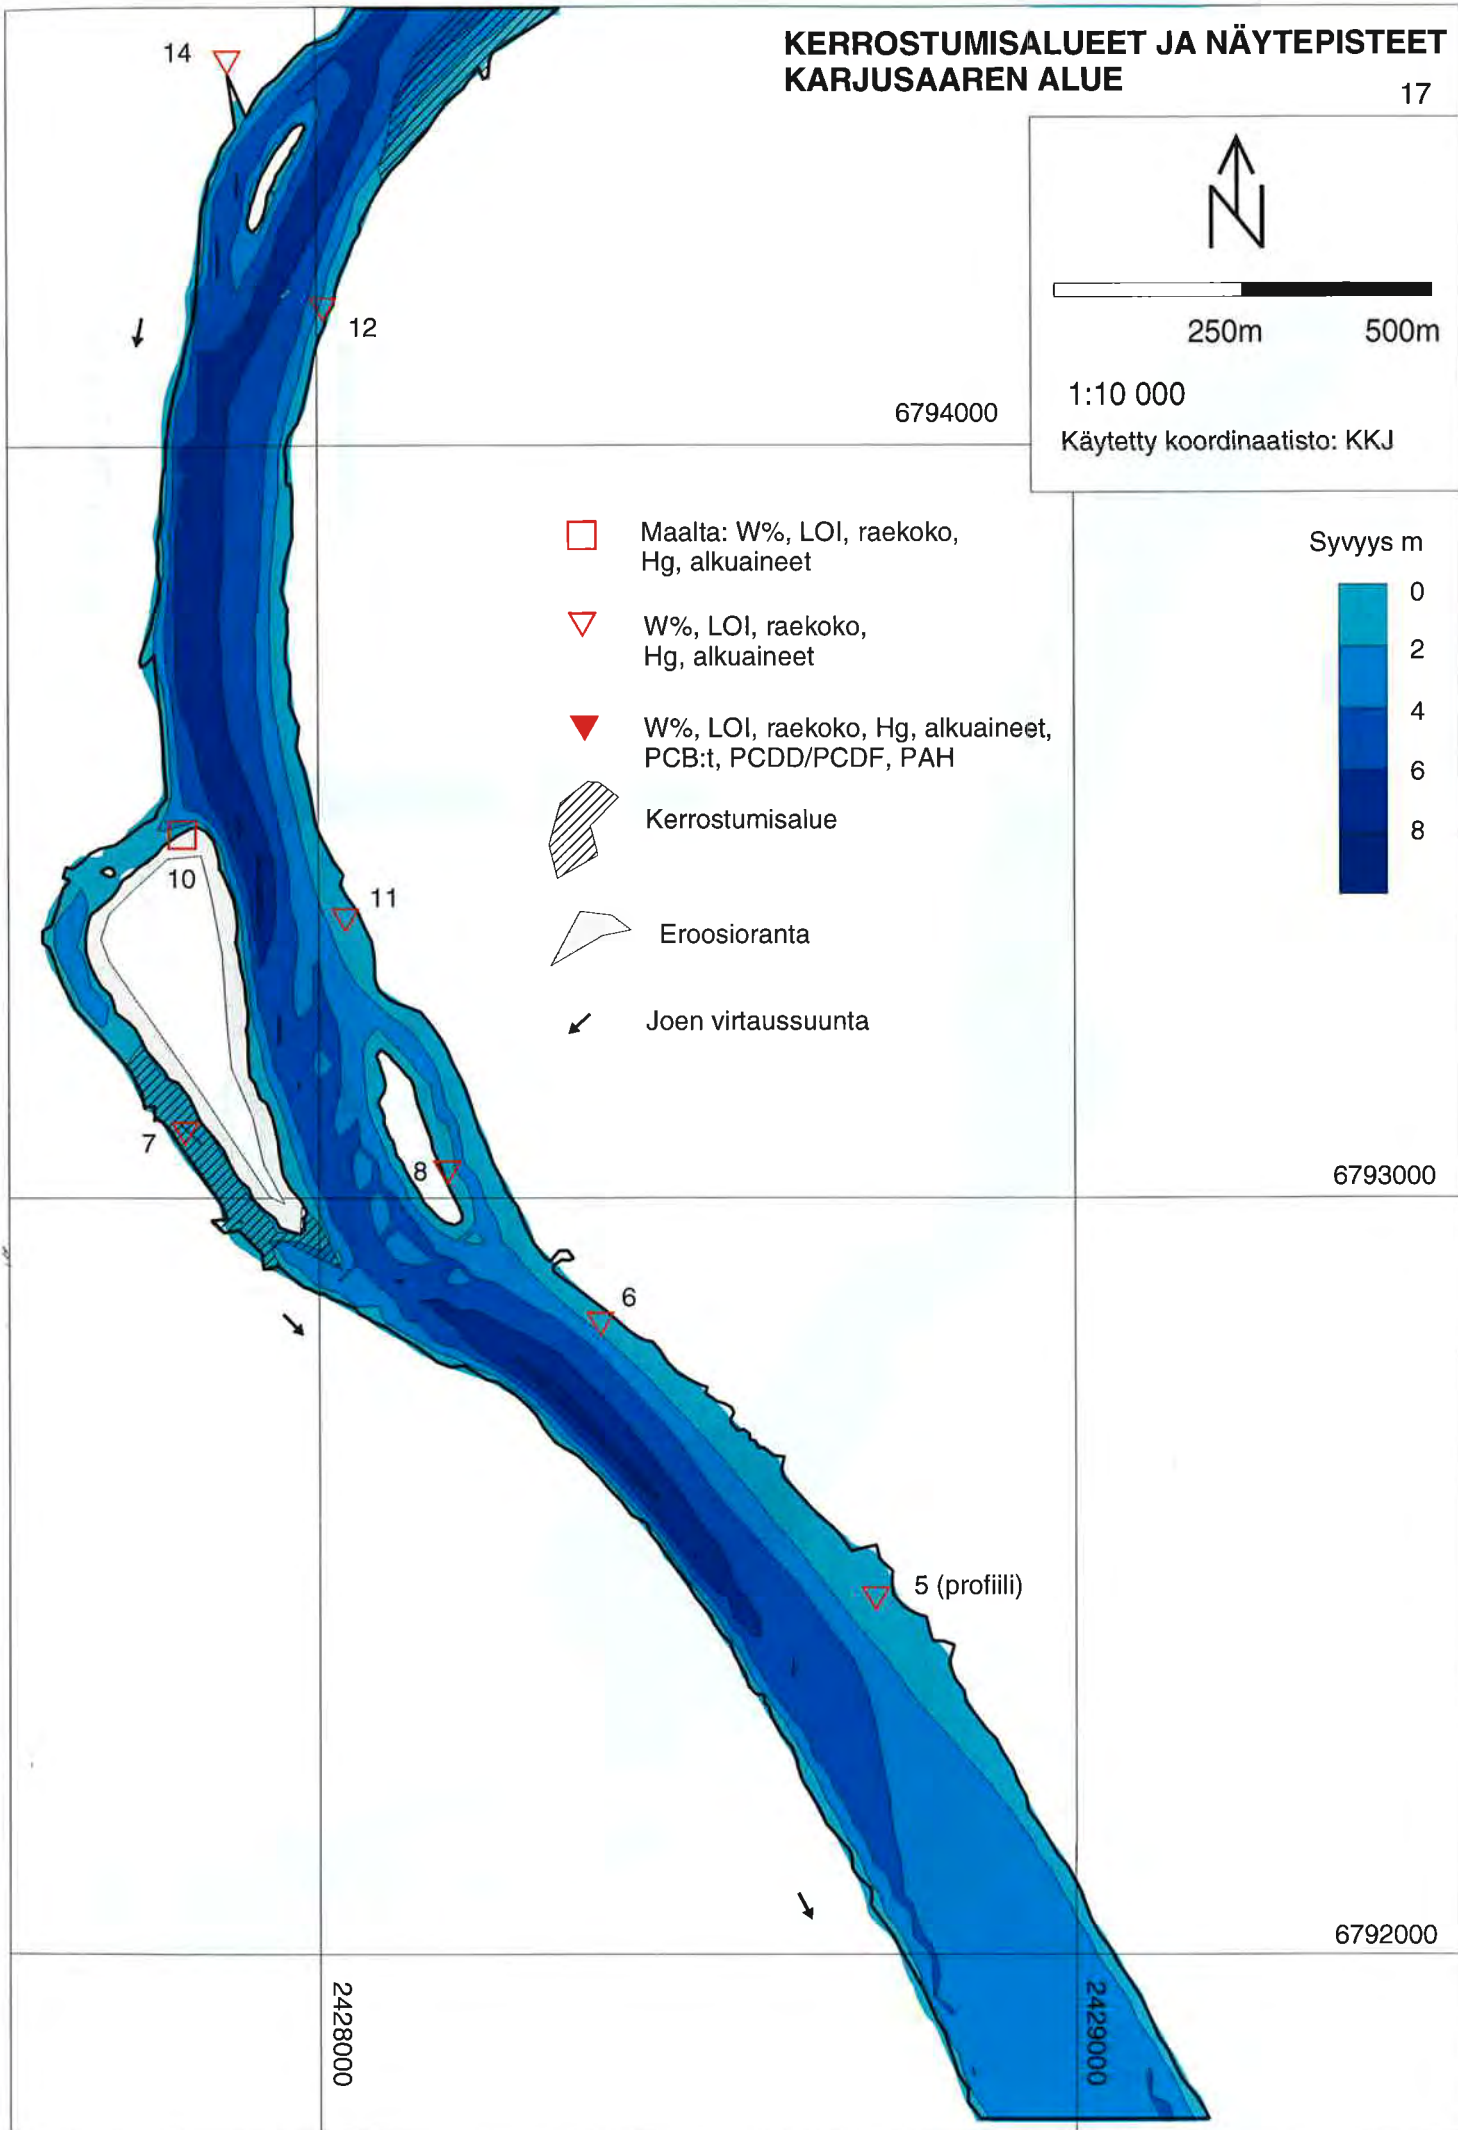 KERROSTUMISALUEET JA NÄYTEPISTEET
KARJUSAAREN ALUE
17
14
N
250m 500m
12
1:10 000
6794000
Käytetty koordinaatisto: KKJ
Maalta: W%, LOI, raekoko,
Hg, alkuaineet
Syvyys m
0
W%, LOI, raekoko,
Hg, alkuaineet
2
4
W%, LOI, raekoko, Hg, alkuaineet,
PCB:t, PCDD/PCDF, PAH
6
Kerrostumisalue
8
10
11
Eroosioranta
Joen virtaussuunta
7
8
6793000
6
5 (profiili)
6792000
2428000
2429000